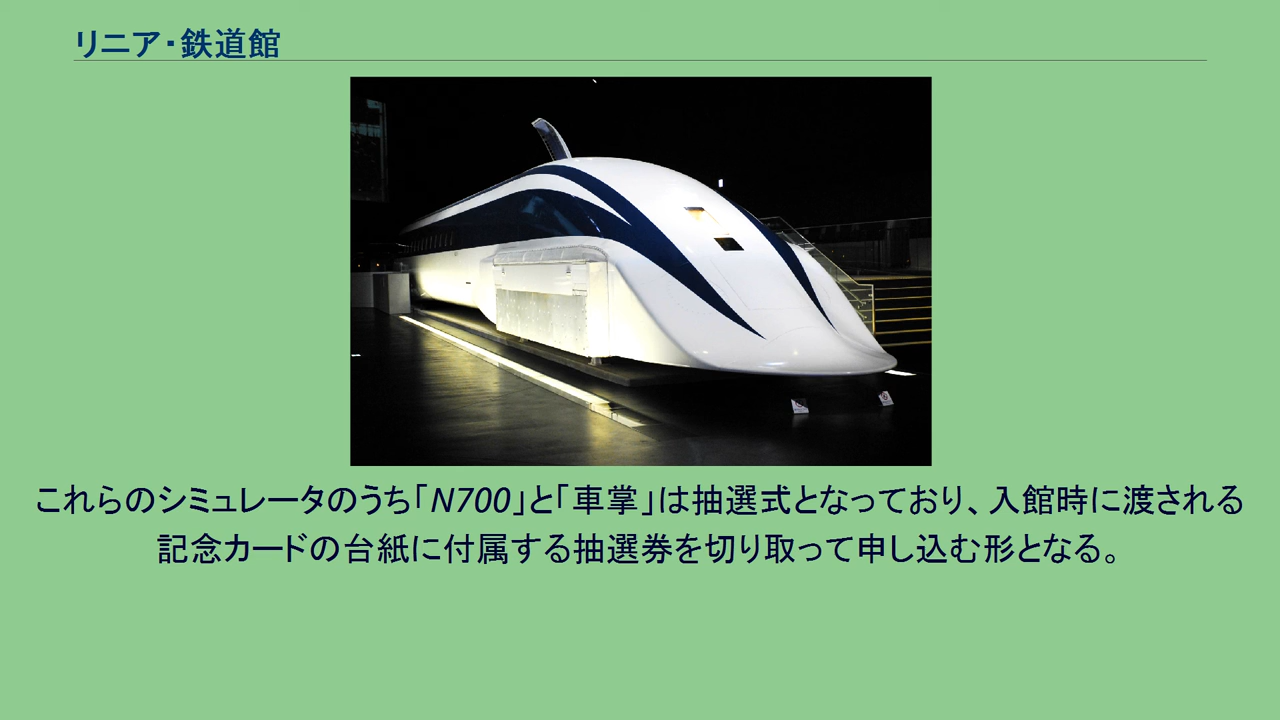 リニア・鉄道館
これらのシミュレータのうち「N700」と「車掌」は抽選式となっており、入館時に渡される
記念カードの台紙に付属する抽選券を切り取って申し込む形となる。